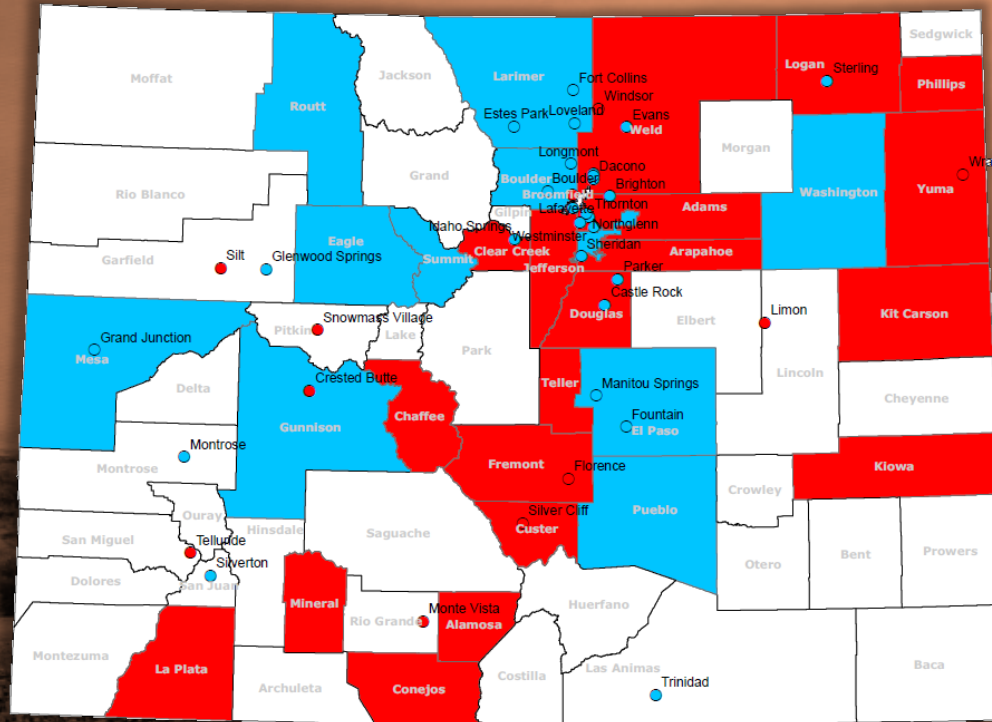 Sedgwick
Moffat
Jackson
Larimer
Logan
Sterling
Fort Collins
Phillips
Routt
Windsor
Estes Park
Loveland
Evans
Weld
Morgan
Longmont
Grand
Dacono
Boulder
Boulder
Brighton
Washington
Yuma
Rio Blanco
Broomfield
Lafayette
Thornton
Adams
Gilpin
Idaho Springs
Northglenn
Westminster
Eagle
Clear Creek
Sheridan
Arapahoe
Garfield
Silt
Glenwood Springs
Summit
Jefferson
Parker
Castle Rock
Limon
Kit Carson
Douglas
Elbert
Snowmass Village
Pitkin
Lake
Grand Junction
Mesa
Park
Lincoln
Delta
Crested Butte
Teller
Manitou Springs
Cheyenne
Chaffee
Fountain
Gunnison
El Paso
Montrose
Montrose
Fremont
Florence
Kiowa
Crowley
Ouray
Silver Cliff
Pueblo
Hinsdale
Saguache
Custer
San Miguel
Telluride
Otero
Bent
Prowers
Silverton
Dolores
San Juan
Mineral
Monte Vista
Rio Grande
Alamosa
Huerfano
Montezuma
La Plata
Costilla
Las Animas
Baca
Archuleta
Conejos
Trinidad